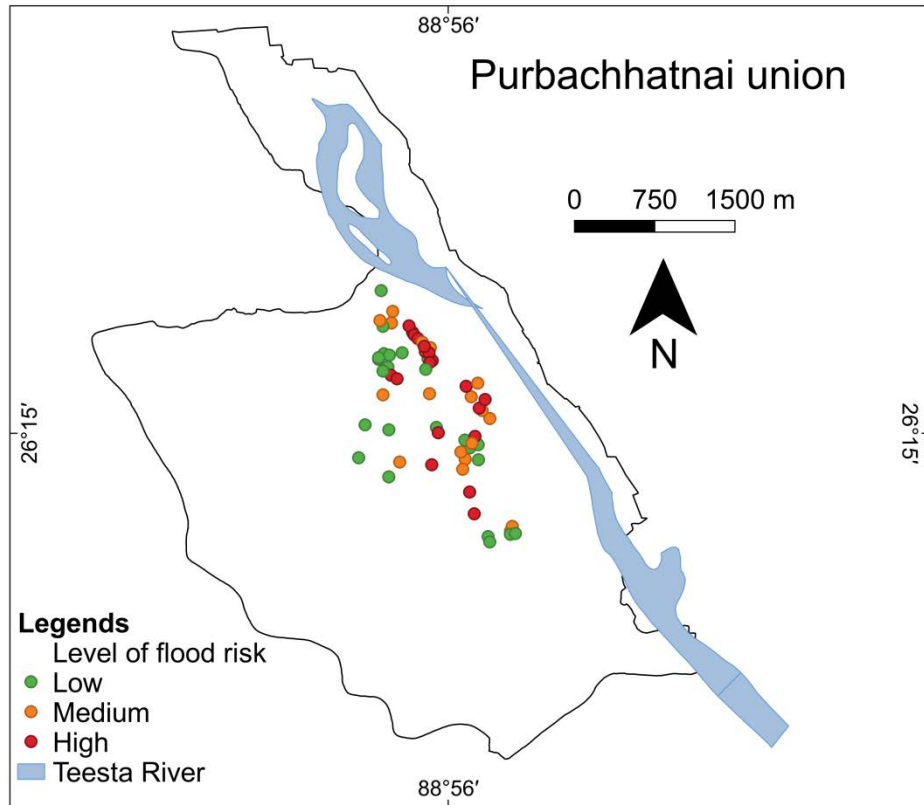 88°56′
Purbachhatnai union
0 750 1500 m
N
26°15′
26°15′
Legends
Level of flood risk
Low
Medium
High
Teesta River
88°56′